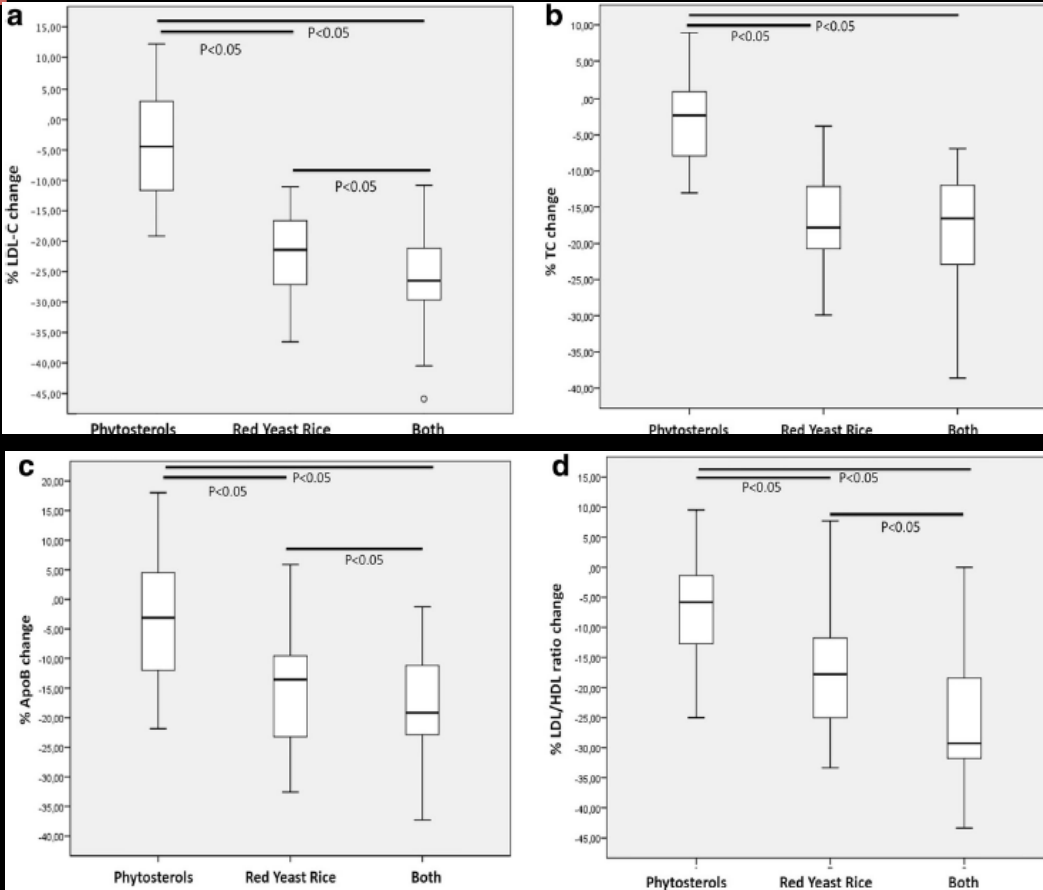 a
% LDL-C change
15,00
10,00
5,00
,00
-5,00
-10,00
-15,00
-20,00
-25,00
-30,00
-35,00
-40,00
-45,00
P<0.05
P<0.05
P<0.05
Phytosterols Red Yeast Rice Both
b
% TC change
10,00
5,00
,00
-5,00
-10,00
-15,00
-20,00
-25,00
-30,00
-35,00
-40,00
P<0.05
P<0.05
Phytosterols Red Yeast Rice Both
c
% ApoB change
20,00
15,00
10,00
5,00
,00
-5,00
-10,00
-15,00
-20,00
-25,00
-30,00
-35,00
-40,00
P<0.05
P<0.05
P<0.05
Phytosterols Red Yeast Rice Both
d
% LDL/HDL ratio change
15,00
10,00
5,00
,00
-5,00
-10,00
-15,00
-20,00
-25,00
-30,00
-35,00
-40,00
-45,00
P<0.05
P<0.05
P<0.05
Phytosterols Red Yeast Rice Both